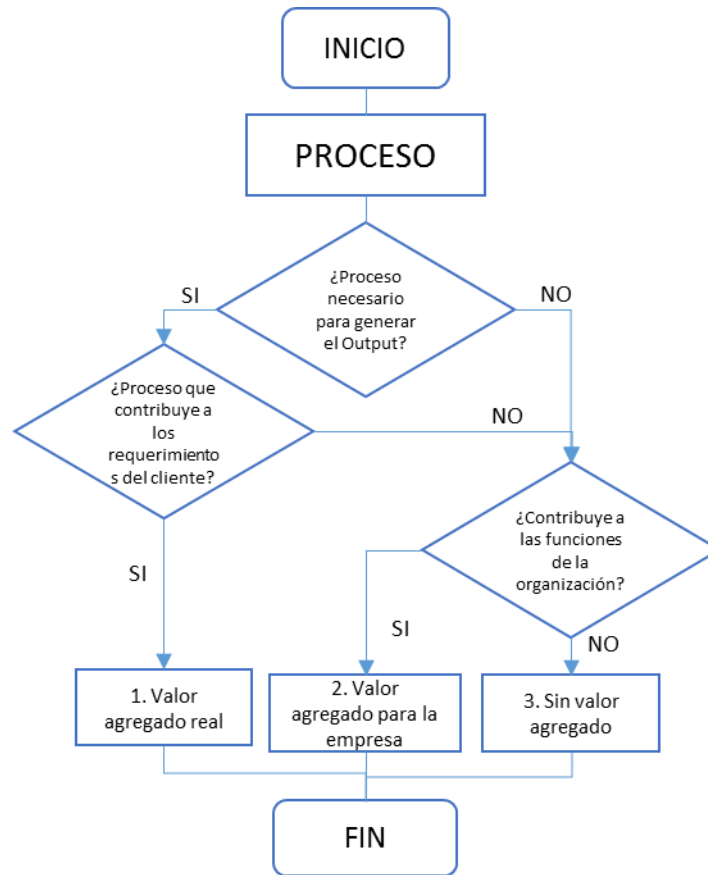 INICIO
PROCESO
¿Proceso
necesario
para generar
el Output?
SI
NO
¿Proceso que
contribuye a
los
requerimiento
s del cliente?
NO
¿Contribuye a
las funciones
de la
organización?
SI
SI
NO
1. Valor
agregado real
2. Valor
agregado para la
empresa
3. Sin valor
agregado
FIN